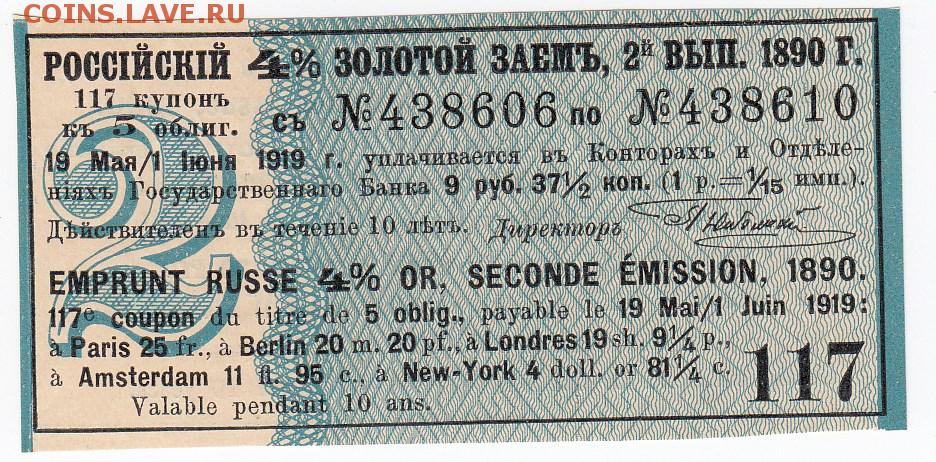 COINS.LAVE.RU
РОССІЙСКІЙ 4% ЗОЛОТОЙ ЗАЕМЪ, 2й ВЫП. 1890 Г.
117 купонъ
къ 5 облиг. съ №438606 по №438610
19 Мая/1 Іюня 1919 г. уплачивается въ Конторахъ и Отдѣле-
ніяхъ Государственнаго Банка 9 руб. 37½ коп. (1 р.=1/15 имп.).
Дѣйствителенъ въ теченіе 10 лѣтъ. Директоръ
EMPRUNT RUSSE 4% OR, SECONDE ÉMISSION, 1890.
117e coupon du titre de 5 oblig., payable le 19 Mai/1 Juin 1919:
à Paris 25 fr., à Berlin 20 m. 20 pf., à Londres 19 sh. 9¼ p.,
à Amsterdam 11 fl. 95 c., à New-York 4 doll. or 81¼ c.
Valable pendant 10 ans.
117
2